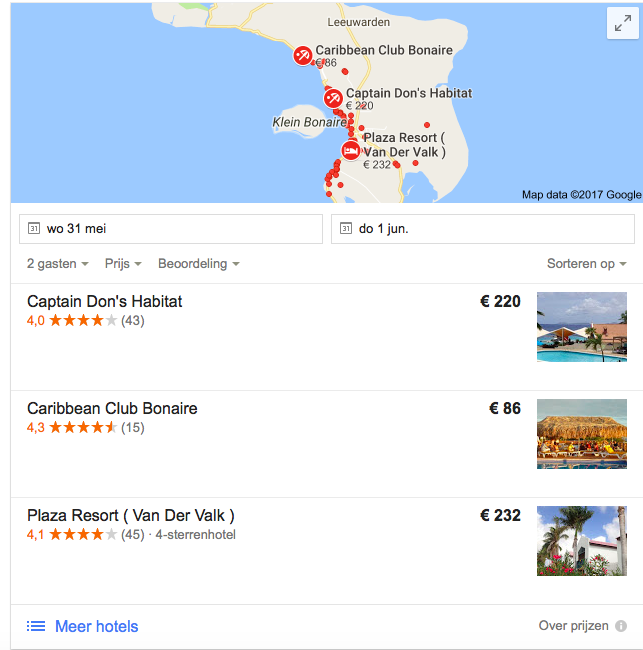 Leeuwarden
Caribbean Club Bonaire
€ 86
Captain Don's Habitat
€ 220
Klein Bonaire
Plaza Resort (
Van Der Valk )
€ 232
Map data ©2017 Google
31 wo 31 mei
31 do 1 jun.
2 gasten Prijs Beoordeling Sorteren op
Captain Don's Habitat € 220
4,0 (43)
Caribbean Club Bonaire € 86
4,3 (15)
Plaza Resort ( Van Der Valk ) € 232
4,1 (45) · 4-sterrenhotel
Meer hotels Over prijzen